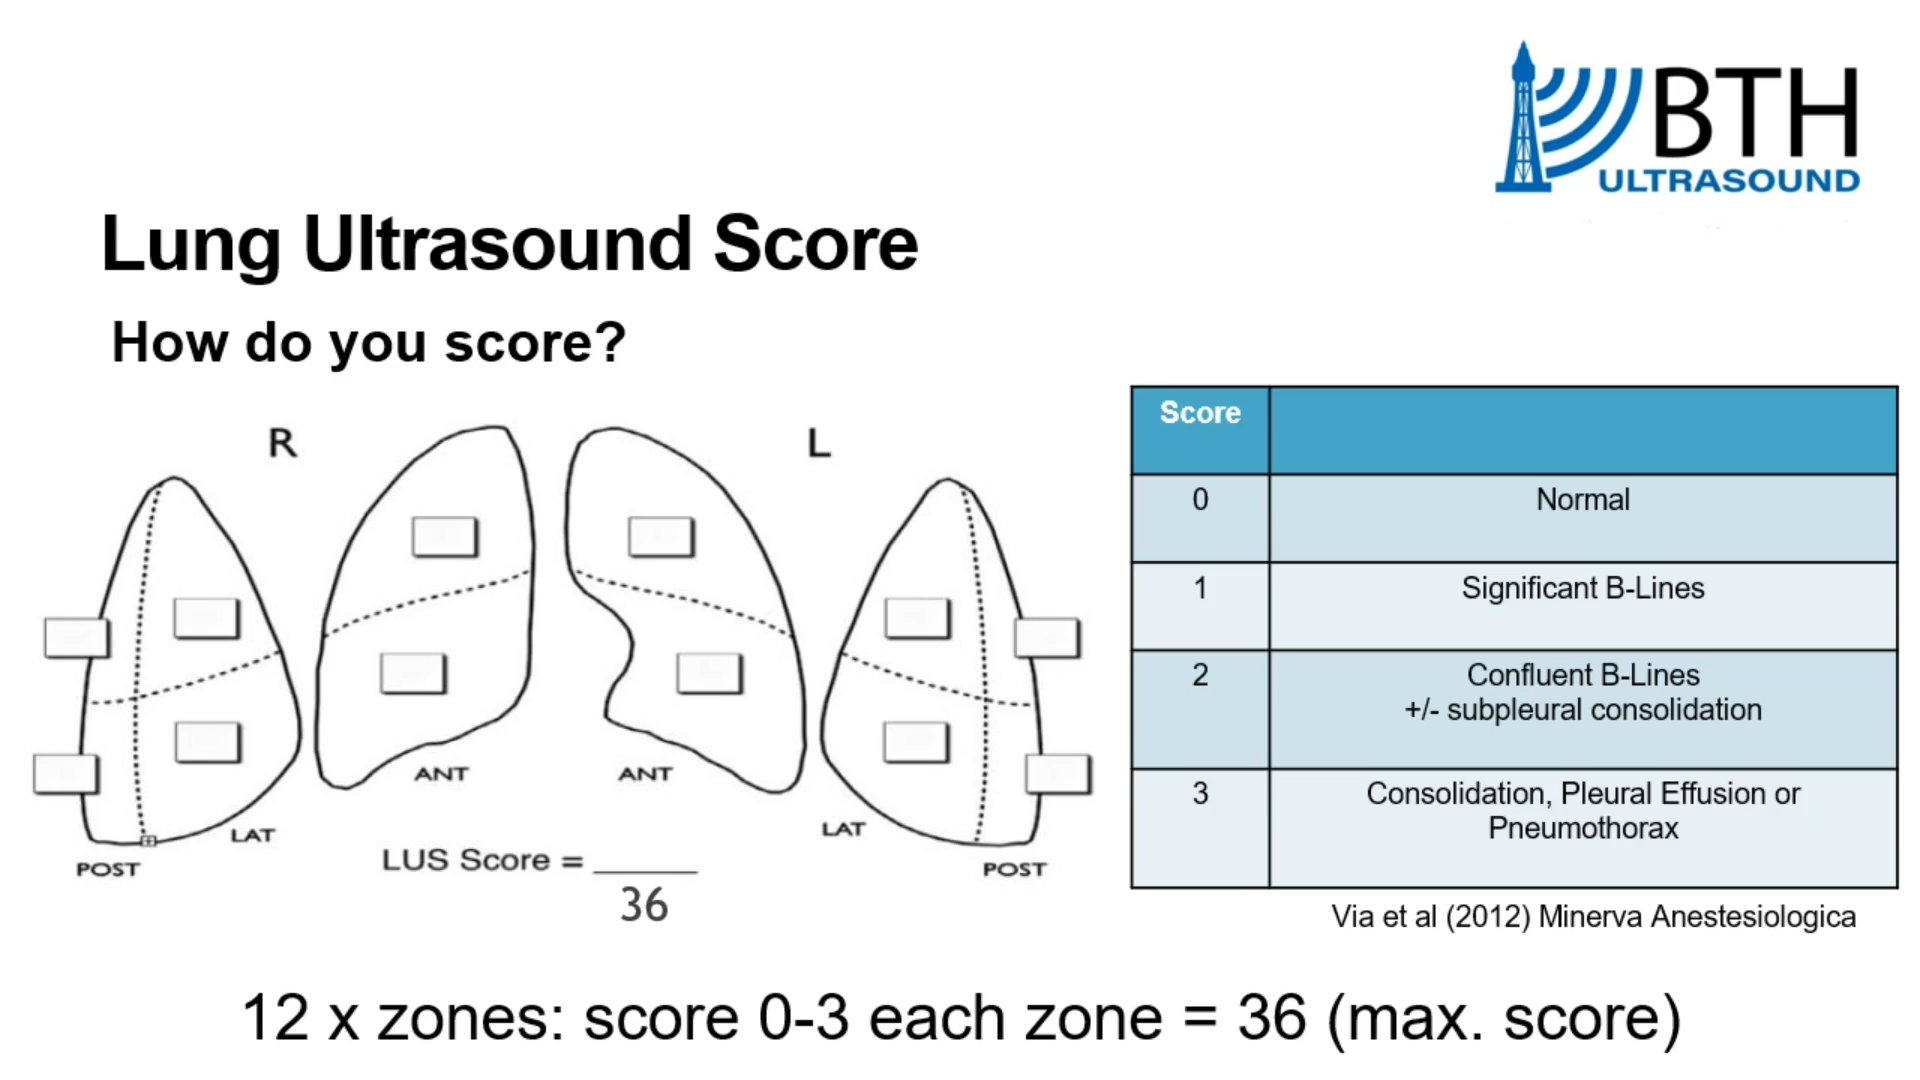 BTH
ULTRASOUND
Lung Ultrasound Score
How do you score?
R
L
ANT
ANT
LAT
LAT
POST
POST
LUS Score = ______
36
Score
0
Normal
1
Significant B-Lines
2
Confluent B-Lines
+/- subpleural consolidation
3
Consolidation, Pleural Effusion or
Pneumothorax
Via et al (2012) Minerva Anestesiologica
12 x zones: score 0-3 each zone = 36 (max. score)